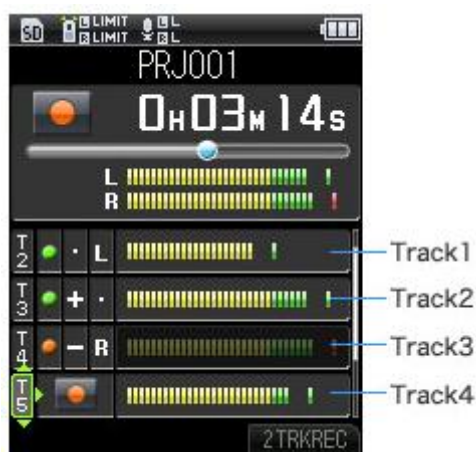 SD L LIMIT L L
R LIMIT R L
PRJ001
0H03M14S
L
R
T2 · L Track1
T3 + · Track2
T4 − R Track3
T5 Track4
2TRKREC